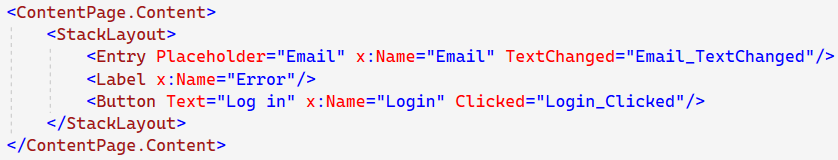 <ContentPage.Content>
<StackLayout>
<Entry Placeholder="Email" x:Name="Email" TextChanged="Email_TextChanged"/>
<Label x:Name="Error"/>
<Button Text="Log in" x:Name="Login" Clicked="Login_Clicked"/>
</StackLayout>
</ContentPage.Content>